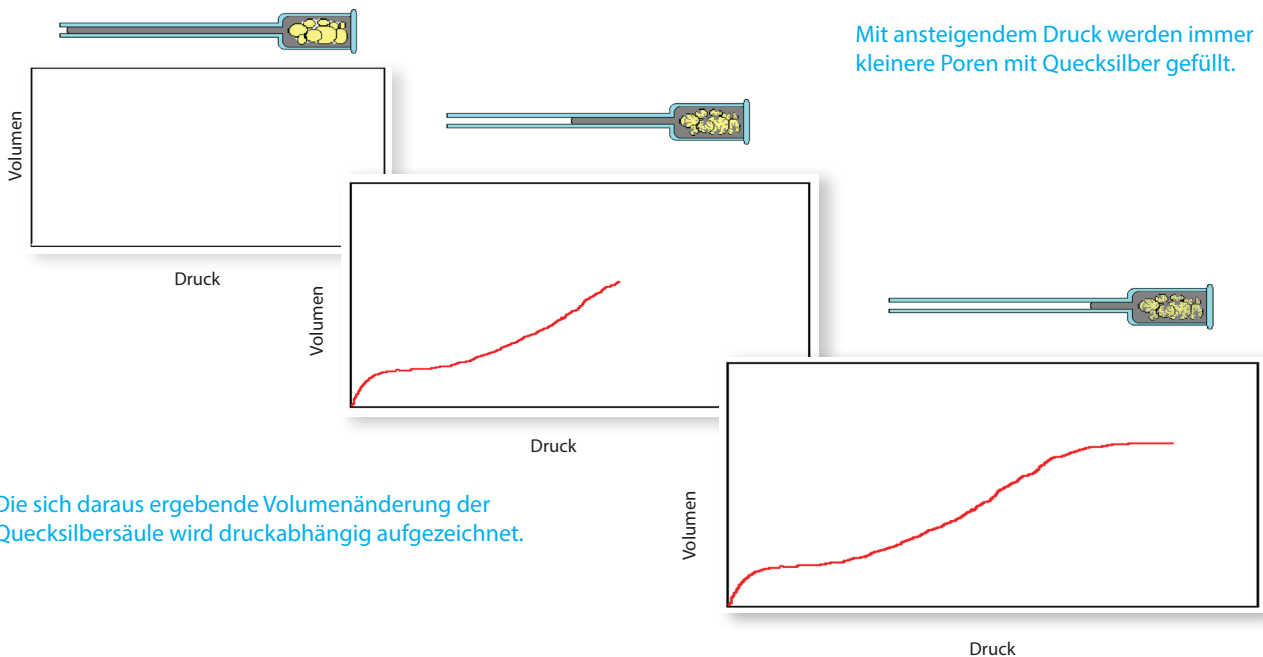 Mit ansteigendem Druck werden immer
kleinere Poren mit Quecksilber gefüllt.
Volumen
Druck
Volumen
Druck
Die sich daraus ergebende Volumenänderung der
Quecksilbersäule wird druckabhängig aufgezeichnet.
Volumen
Druck